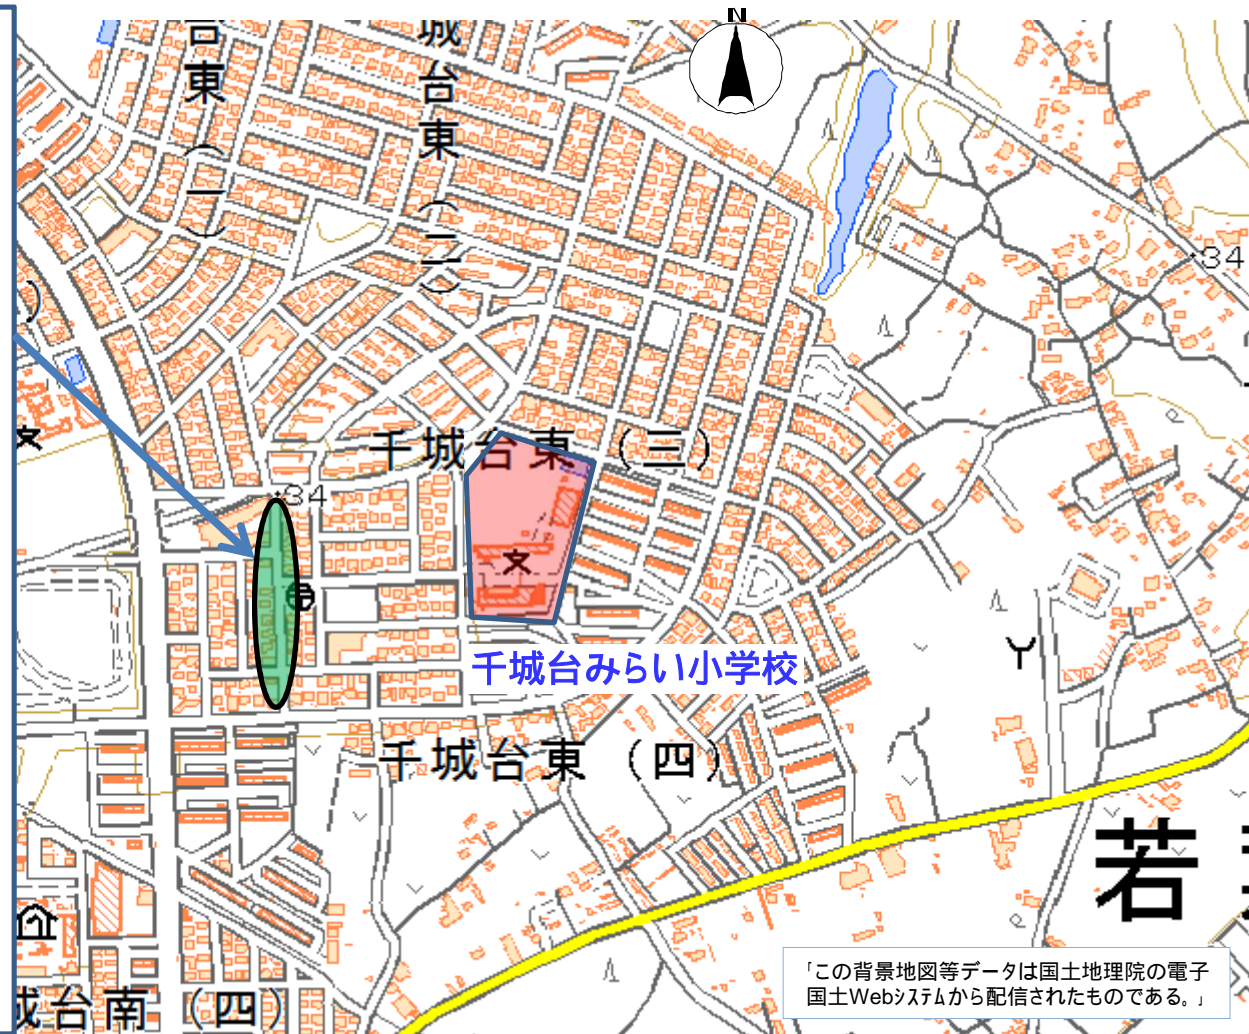 N
台東(一)
城台東(二)
34
千城台東(三)
34
千城台みらい小学校
千城台東(四)
若
城台南(四)
「この背景地図等データは国土地理院の電子
国土Webシステムから配信されたものである。」